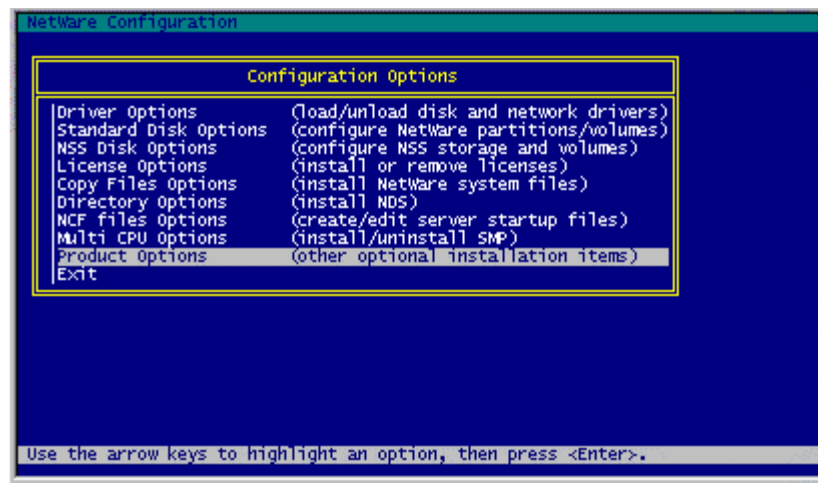 NetWare Configuration
Configuration Options
Driver Options (load/unload disk and network drivers)
Standard Disk Options (configure NetWare partitions/volumes)
NSS Disk Options (configure NSS storage and volumes)
License Options (install or remove licenses)
Copy Files Options (install NetWare system files)
Directory Options (install NDS)
NCF files Options (create/edit server startup files)
Multi CPU Options (install/uninstall SMP)
Product Options (other optional installation items)
Exit
Use the arrow keys to highlight an option, then press <Enter>.